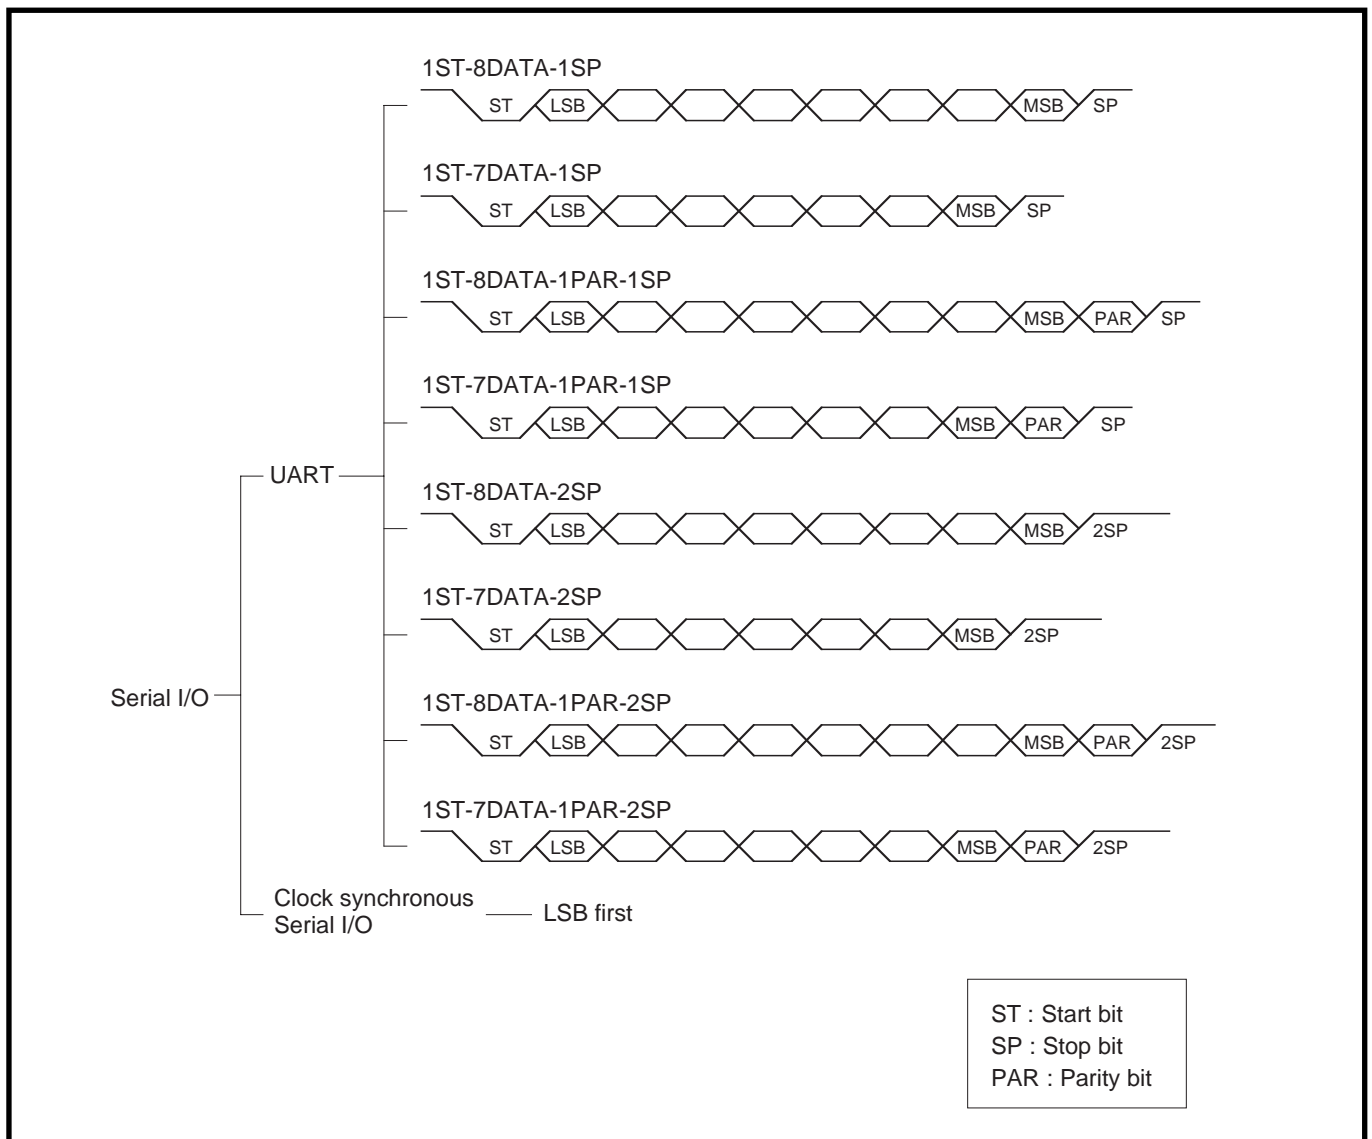 1ST-8DATA-1SP
ST LSB MSB SP
1ST-7DATA-1SP
ST LSB MSB SP
1ST-8DATA-1PAR-1SP
ST LSB MSB PAR SP
1ST-7DATA-1PAR-1SP
ST LSB MSB PAR SP
UART
1ST-8DATA-2SP
ST LSB MSB 2SP
1ST-7DATA-2SP
ST LSB MSB 2SP
Serial I/O
1ST-8DATA-1PAR-2SP
ST LSB MSB PAR 2SP
1ST-7DATA-1PAR-2SP
ST LSB MSB PAR 2SP
Clock synchronous
Serial I/O
LSB first
ST : Start bit
SP : Stop bit
PAR : Parity bit